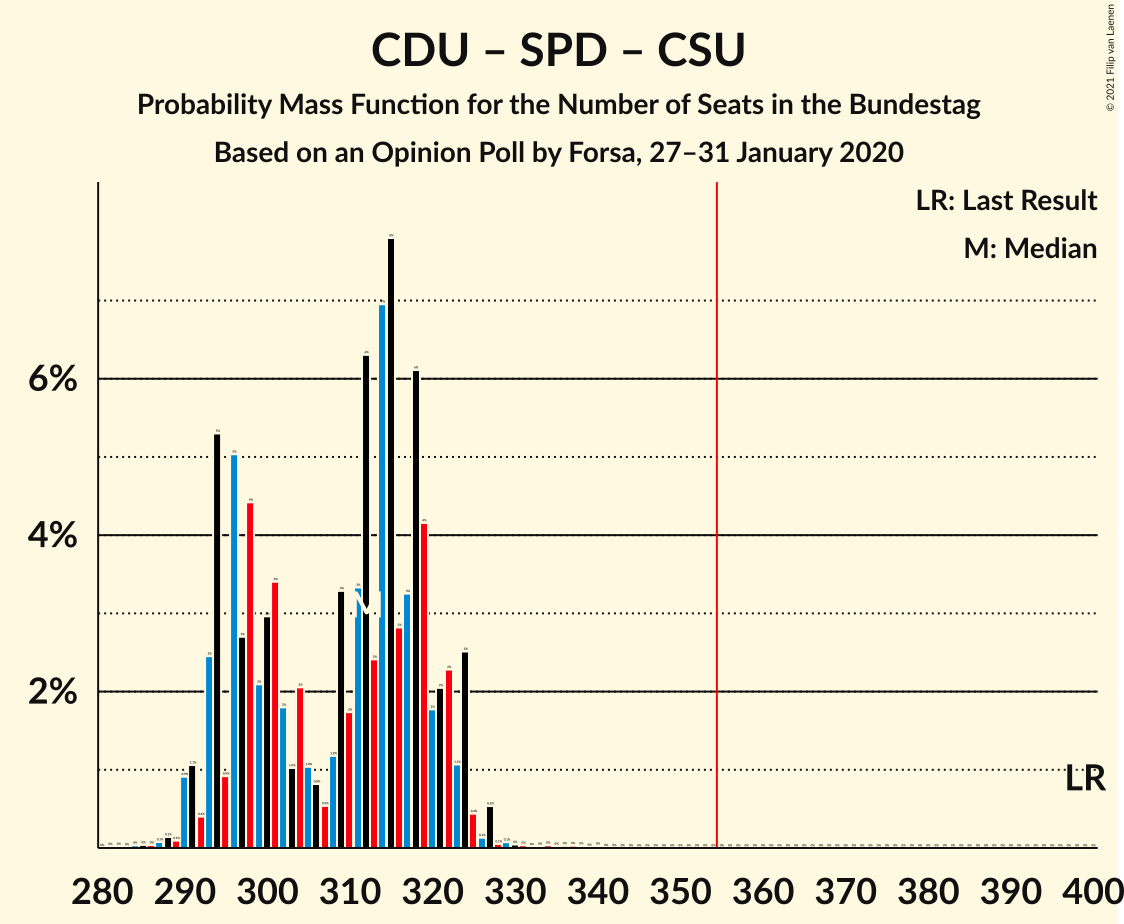 CDU – SPD – CSU
Probability Mass Function for the Number of Seats in the Bundestag
Based on an Opinion Poll by Forsa, 27–31 January 2020
© 2021 Filip van Laenen
LR: Last Result
M: Median
6%
4%
2%
M
LR
280 290 300 310 320 330 340 350 360 370 380 390 400